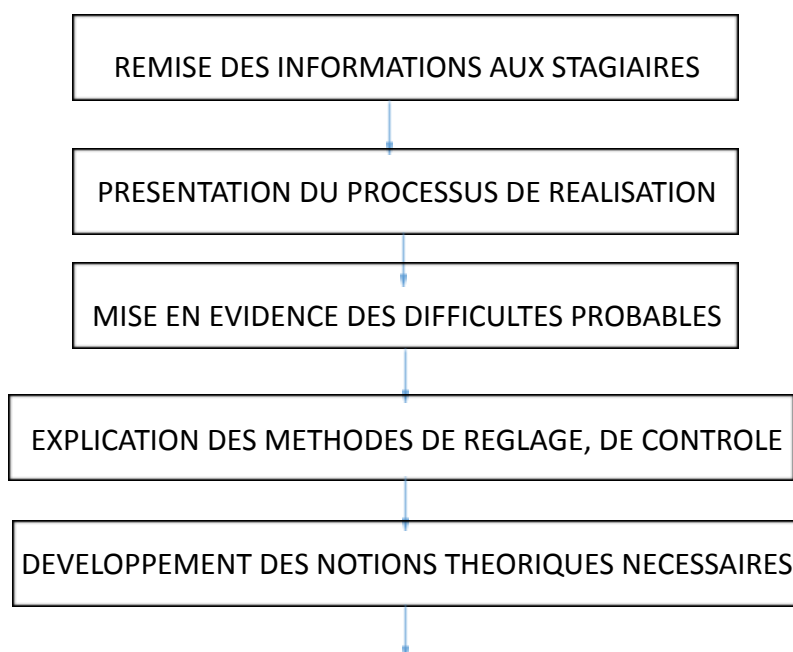 REMISE DES INFORMATIONS AUX STAGIAIRES
PRESENTATION DU PROCESSUS DE REALISATION
MISE EN EVIDENCE DES DIFFICULTES PROBABLES
EXPLICATION DES METHODES DE REGLAGE, DE CONTROLE
DEVELOPPEMENT DES NOTIONS THEORIQUES NECESSAIRES